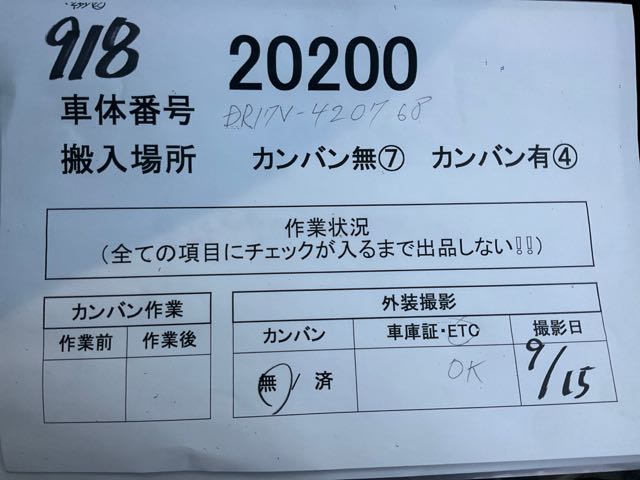 918
20200
車体番号 DR17V-420768
搬入場所 カンバン無⑦ カンバン有④
作業状況
(全ての項目にチェックが入るまで出品しない!!)
カンバン作業
作業前 作業後
外装撮影
カンバン 車庫証・ETC 撮影日
無 / 済 OK 9/15